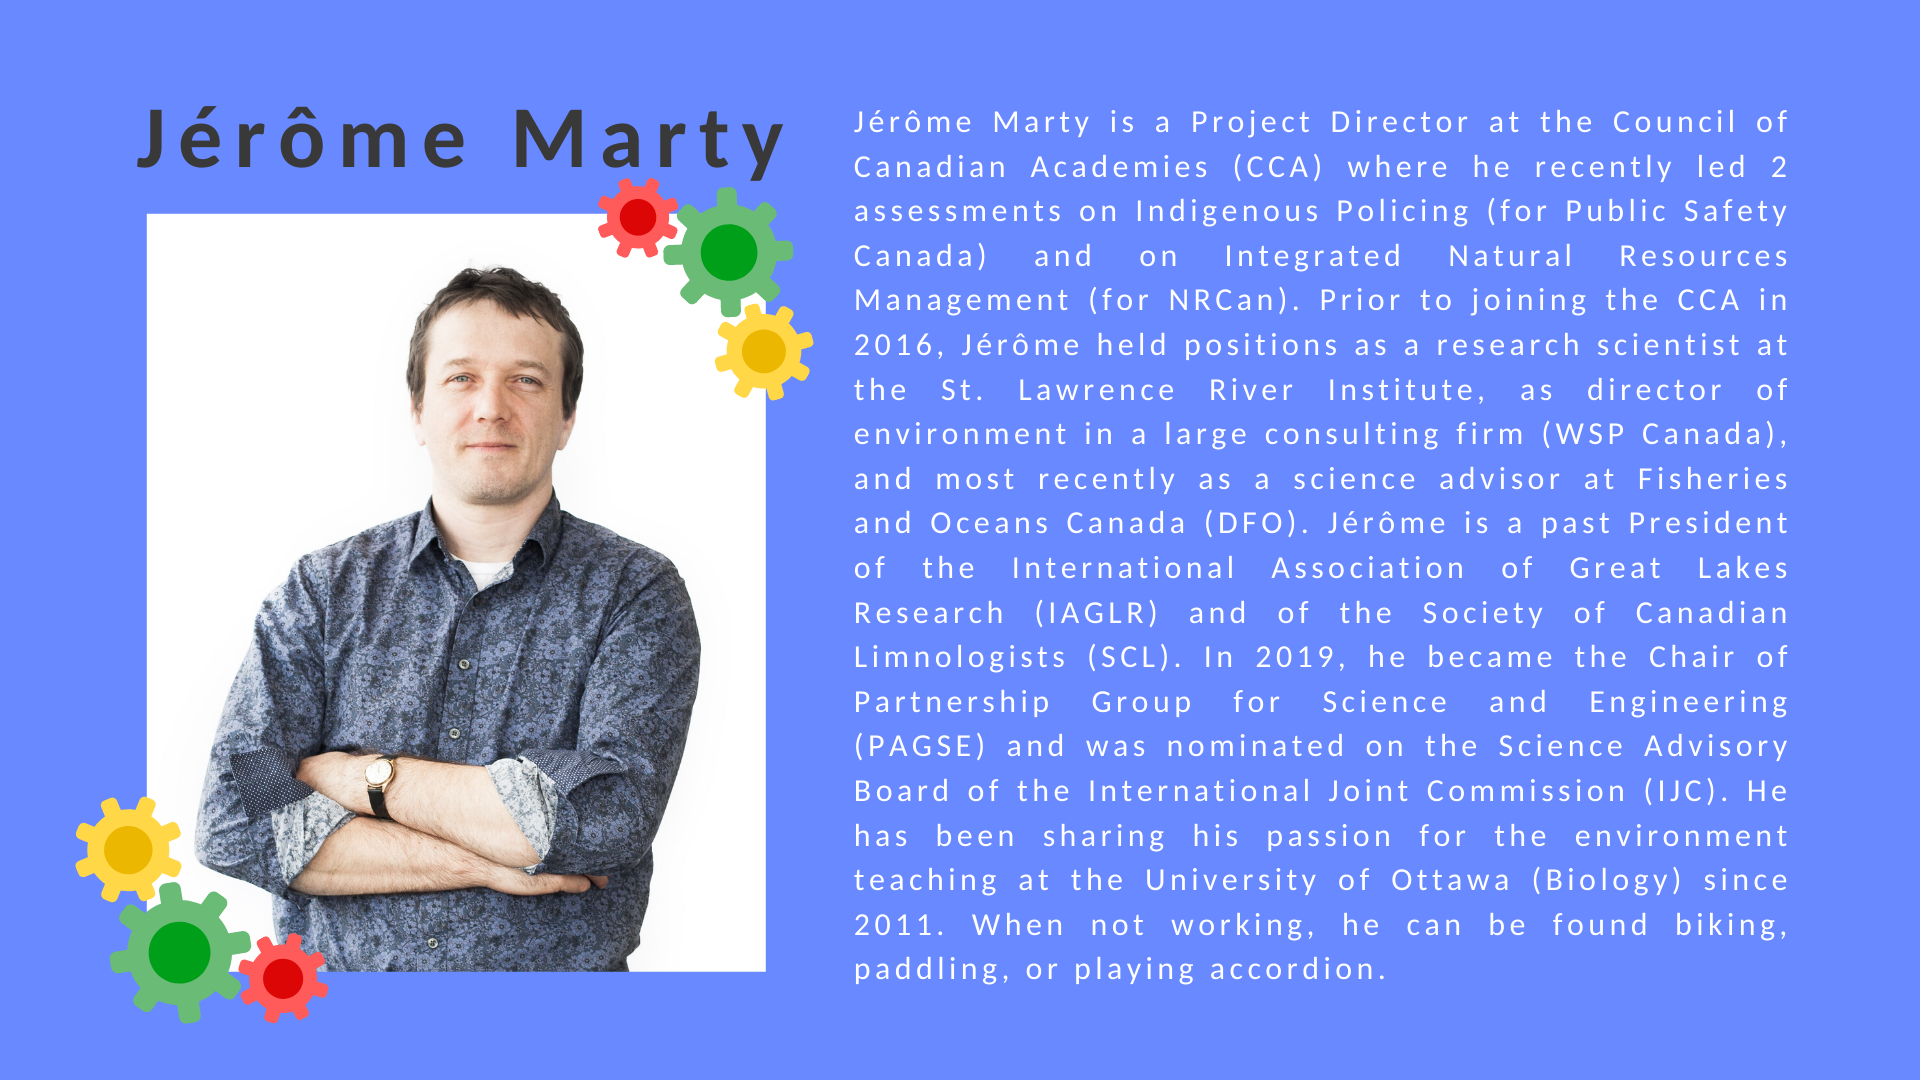 Jérôme Marty
Jérôme Marty is a Project Director at the Council of
Canadian Academies (CCA) where he recently led 2
assessments on Indigenous Policing (for Public Safety
Canada) and on Integrated Natural Resources
Management (for NRCan). Prior to joining the CCA in
2016, Jérôme held positions as a research scientist at
the St. Lawrence River Institute, as director of
environment in a large consulting firm (WSP Canada),
and most recently as a science advisor at Fisheries
and Oceans Canada (DFO). Jérôme is a past President
of the International Association of Great Lakes
Research (IAGLR) and of the Society of Canadian
Limnologists (SCL). In 2019, he became the Chair of
Partnership Group for Science and Engineering
(PAGSE) and was nominated on the Science Advisory
Board of the International Joint Commission (IJC). He
has been sharing his passion for the environment
teaching at the University of Ottawa (Biology) since
2011. When not working, he can be found biking,
paddling, or playing accordion.